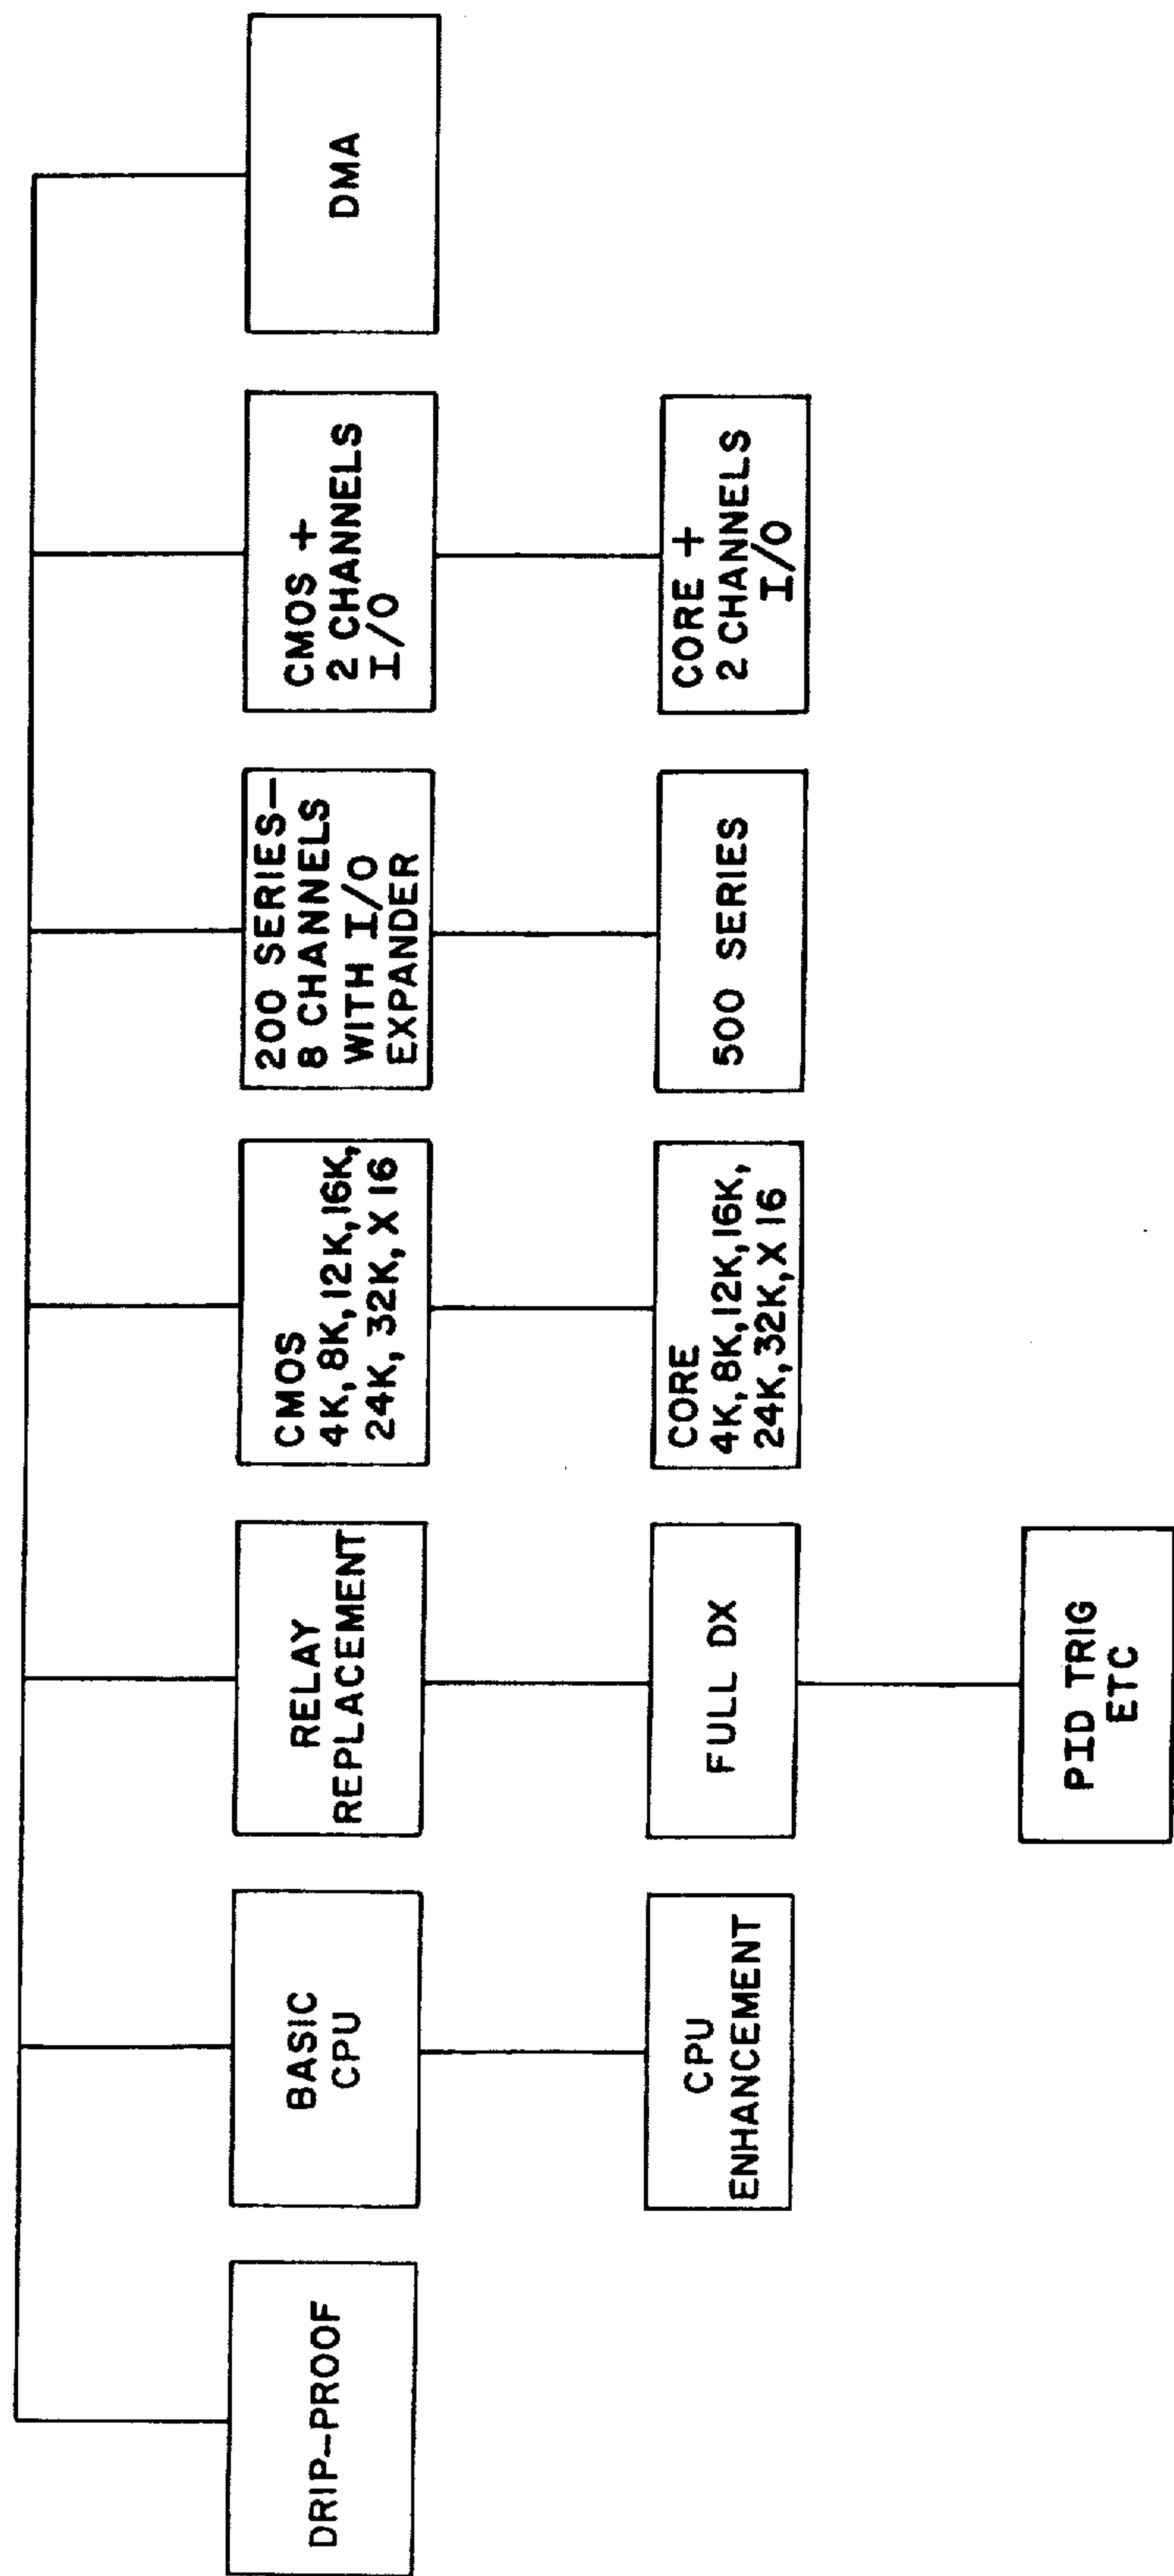 DRIP-PROOF
BASIC
CPU
RELAY
REPLACEMENT
CMOS
4K, 8K, 12K, 16K,
24K, 32K, X 16
200 SERIES–
8 CHANNELS
WITH I/O
EXPANDER
CMOS +
2 CHANNELS
I/O
DMA
CPU
ENHANCEMENT
FULL DX
CORE
4K, 8K, 12K, 16K,
24K, 32K, X 16
500 SERIES
CORE +
2 CHANNELS
I/O
PID TRIG
ETC